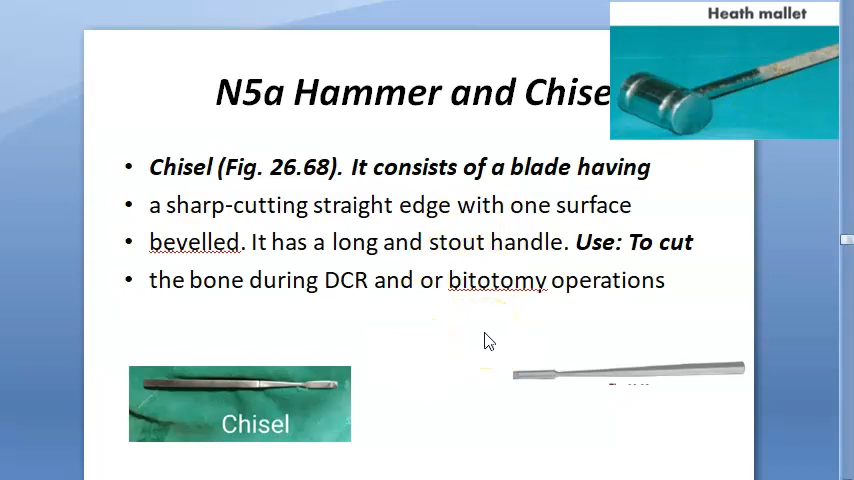 Heath mallet
N5a Hammer and Chise
Chisel (Fig. 26.68). It consists of a blade having
a sharp-cutting straight edge with one surface
bevelled. It has a long and stout handle. Use: To cut
the bone during DCR and or bitotomy operations
Chisel